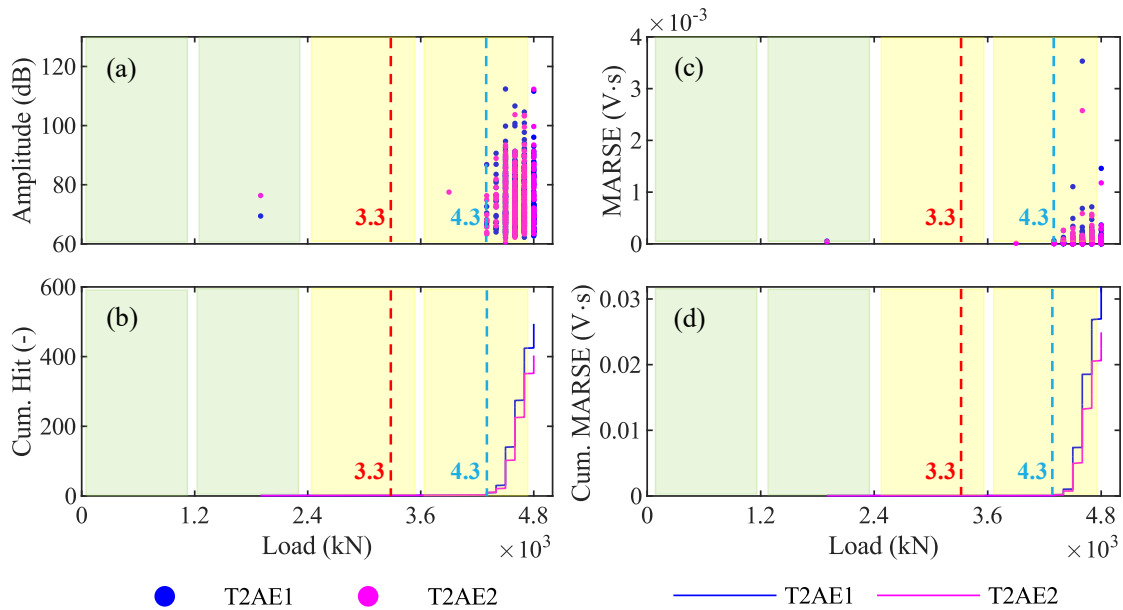 (a)
Amplitude (dB)
120
100
80
60
3.3
4.3
(c)
× 10⁻³
MARSE (V·s)
4
3
2
1
0
3.3
4.3
(b)
Cum. Hit (-)
600
400
200
0
3.3
4.3
0 1.2 2.4 3.6 4.8
Load (kN)
× 10³
(d)
Cum. MARSE (V·s)
0.03
0.02
0.01
0
3.3
4.3
0 1.2 2.4 3.6 4.8
Load (kN)
× 10³
T2AE1 T2AE2 T2AE1 T2AE2